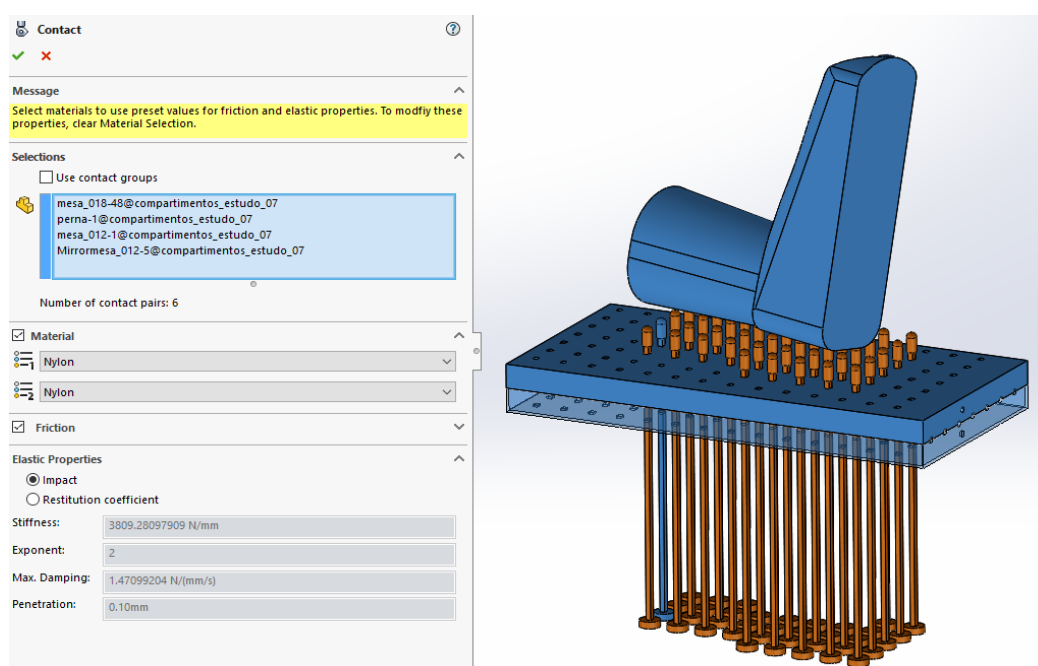 Contact
Message
Select materials to use preset values for friction and elastic properties. To modfiy these
properties, clear Material Selection.
Selections
Use contact groups
mesa_018-48@compartimentos_estudo_07
perna-1@compartimentos_estudo_07
mesa_012-1@compartimentos_estudo_07
Mirrormesa_012-5@compartimentos_estudo_07
Number of contact pairs: 6
Material
1 Nylon
2 Nylon
Friction
Elastic Properties
Impact
Restitution coefficient
Stiffness: 3809.28097909 N/mm
Exponent: 2
Max. Damping: 1.47099204 N/(mm/s)
Penetration: 0.10mm